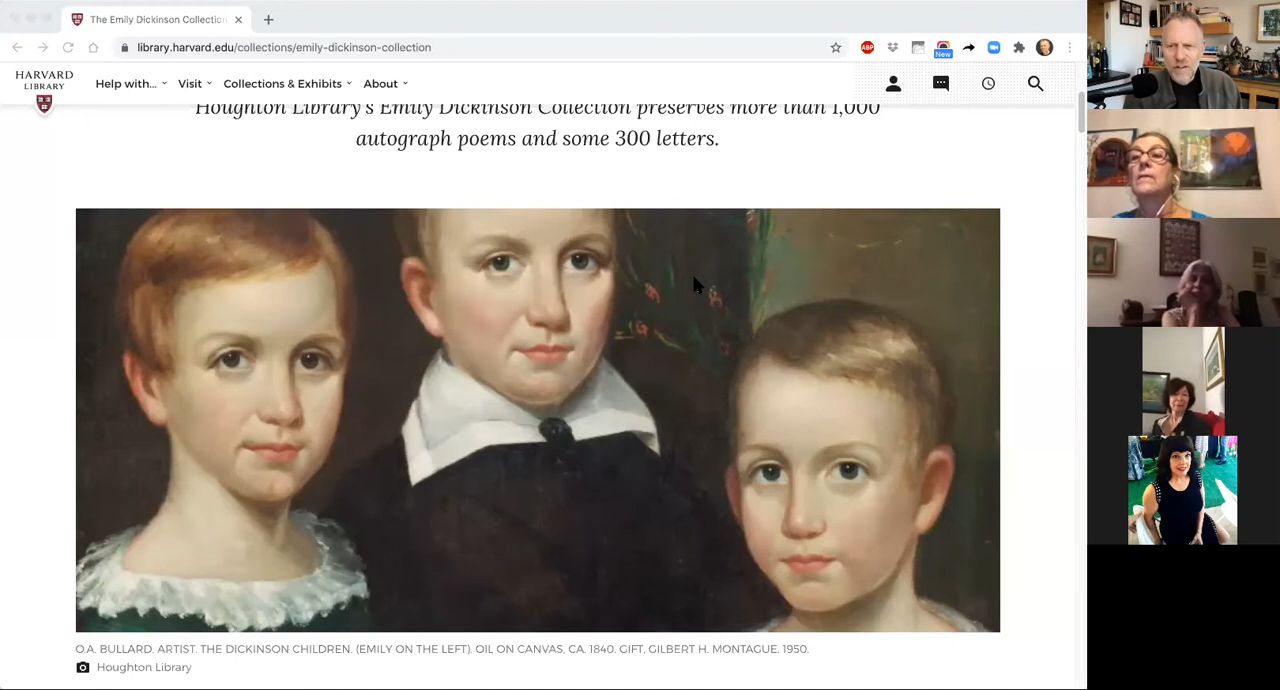 The Emily Dickinson Collection
library.harvard.edu/collections/emily-dickinson-collection
ABP
New
HARVARD
LIBRARY
Help with...
Visit
Collections & Exhibits
About
Houghton Library's Emily Dickinson Collection preserves more than 1,000
autograph poems and some 300 letters.
O.A. BULLARD, ARTIST. THE DICKINSON CHILDREN. (EMILY ON THE LEFT). OIL ON CANVAS, CA. 1840. GIFT, GILBERT H. MONTAGUE, 1950.
Houghton Library